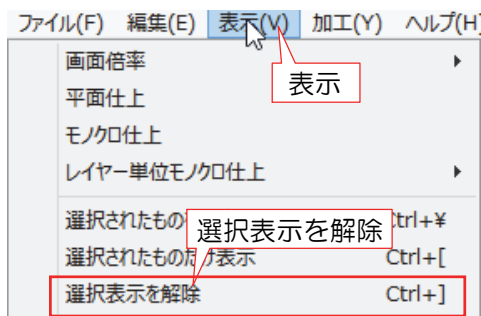 ファイル(F) 編集(E) 表示(V) 加工(Y) ヘルプ(H)
画面倍率
表示
平面仕上
モノクロ仕上
レイヤー単位モノクロ仕上
選択されたもの Ctrl+¥
選択表示を解除
選択されたものだけ表示 Ctrl+[
選択表示を解除 Ctrl+]